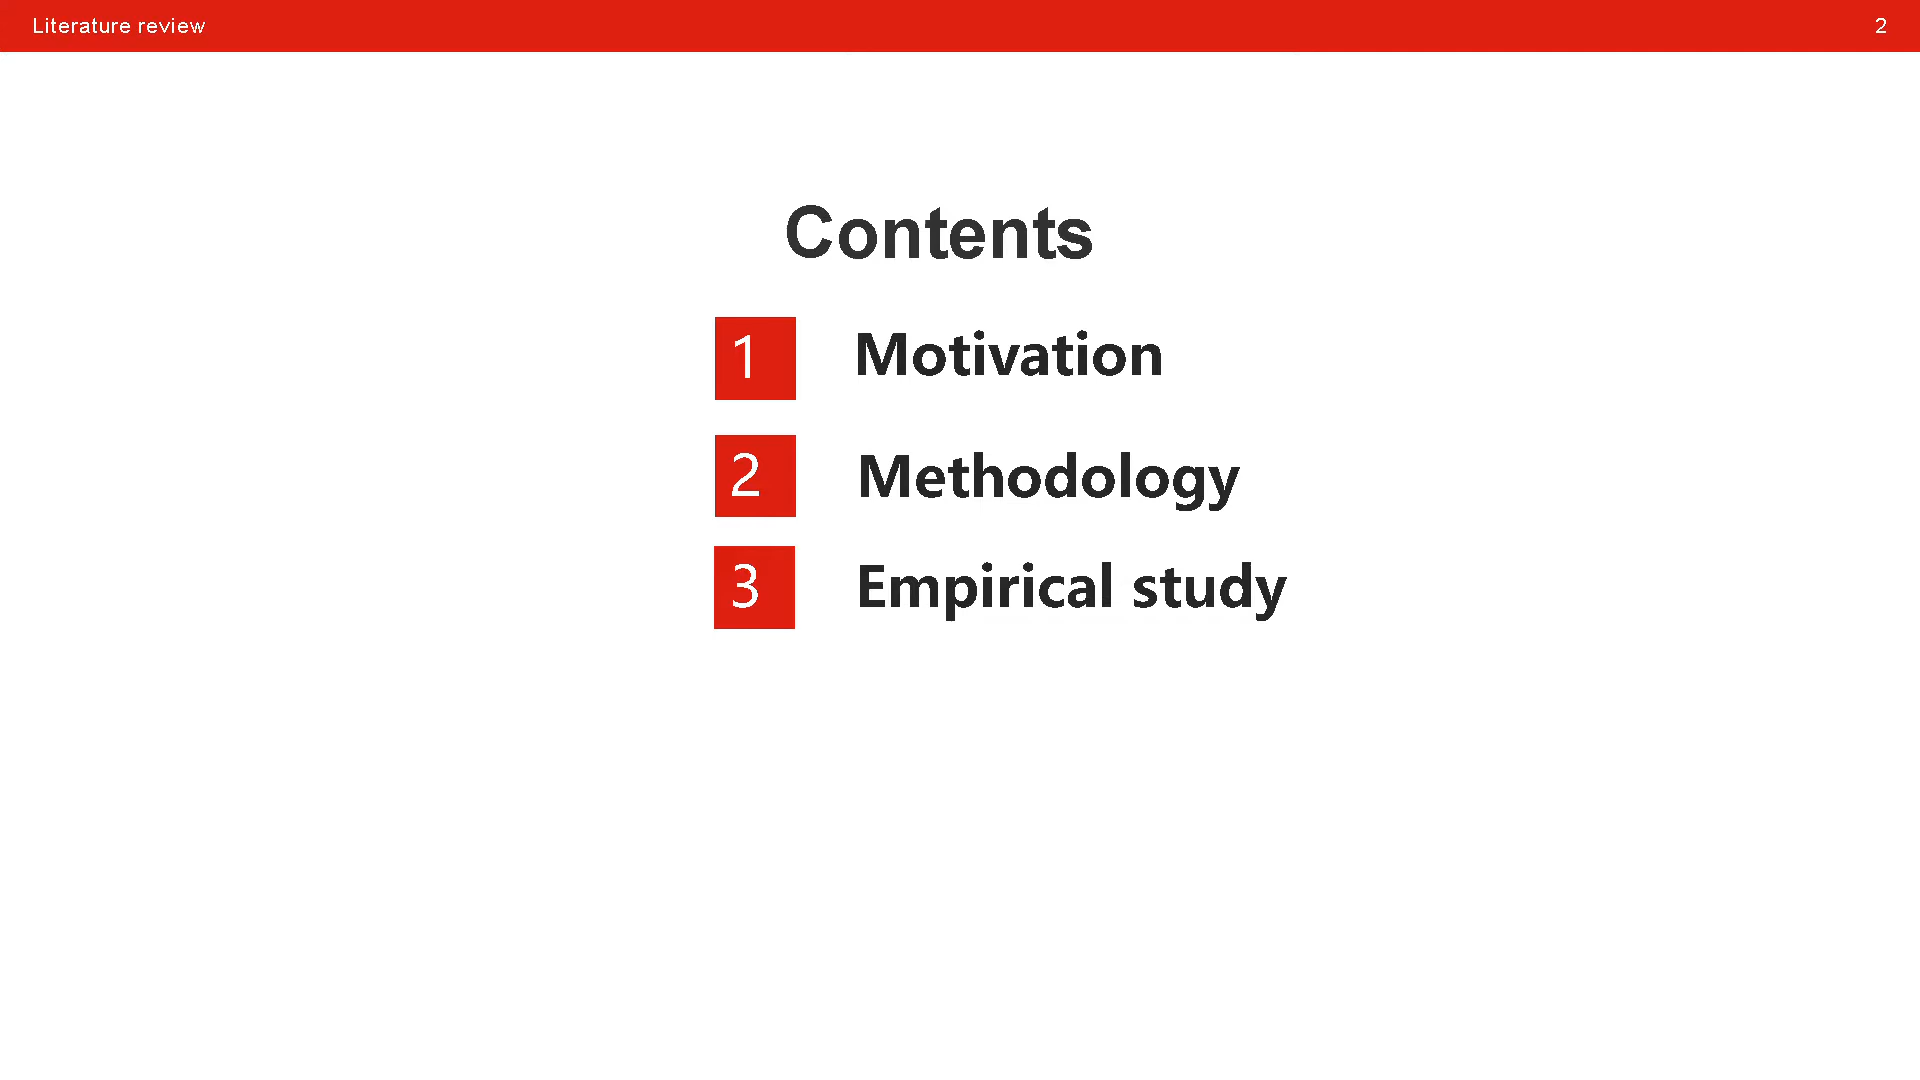 Literature review 2
Contents
1 Motivation
2 Methodology
3 Empirical study